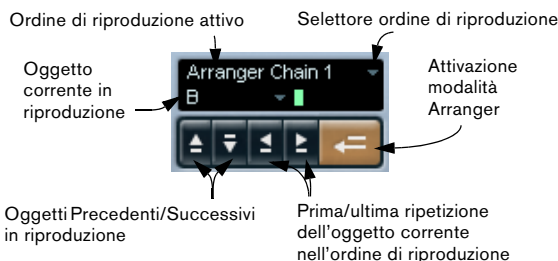 Ordine di riproduzione attivo
Selettore ordine di riproduzione
Oggetto
corrente in
riproduzione
Arranger Chain 1
B
Attivazione
modalità
Arranger
Oggetti Precedenti/Successivi
in riproduzione
Prima/ultima ripetizione
dell'oggetto corrente
nell'ordine di riproduzione